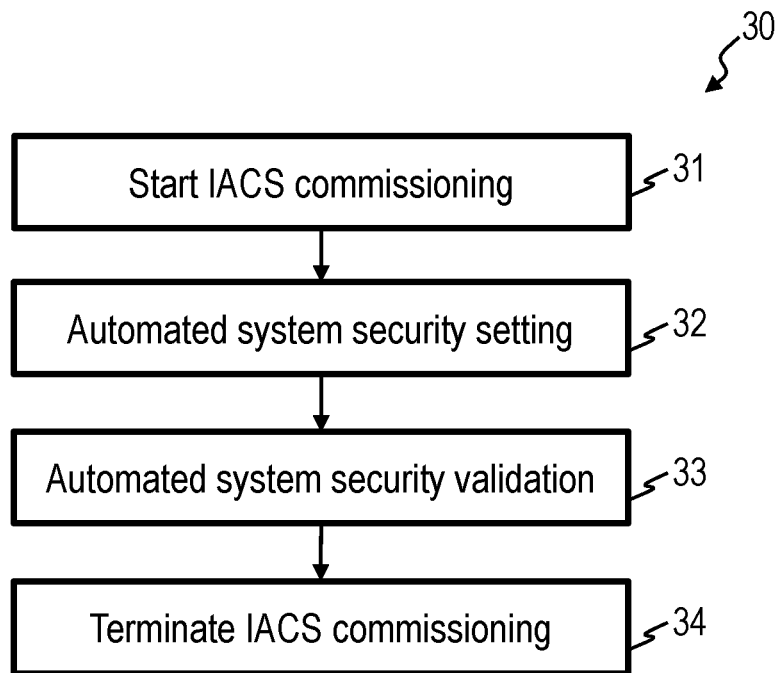 30
Start IACS commissioning
31
Automated system security setting
32
Automated system security validation
33
Terminate IACS commissioning
34